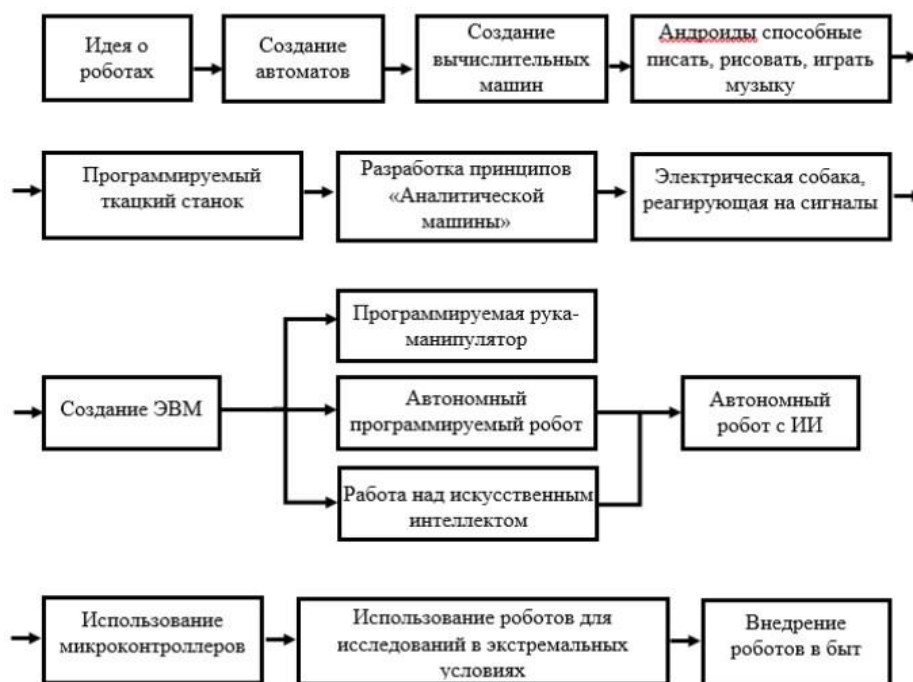 Идея о
роботах
Создание
автоматов
Создание
вычислительных
машин
Андроиды способные
писать, рисовать, играть
музыку
Программируемый
ткацкий станок
Разработка принципов
«Аналитической
машины»
Электрическая собака,
реагирующая на сигналы
Создание ЭВМ
Программируемая рука-
манипулятор
Автономный
программируемый робот
Работа над искусственным
интеллектом
Автономный
робот с ИИ
Использование
микроконтроллеров
Использование роботов для
исследований в экстремальных
условиях
Внедрение
роботов в быт